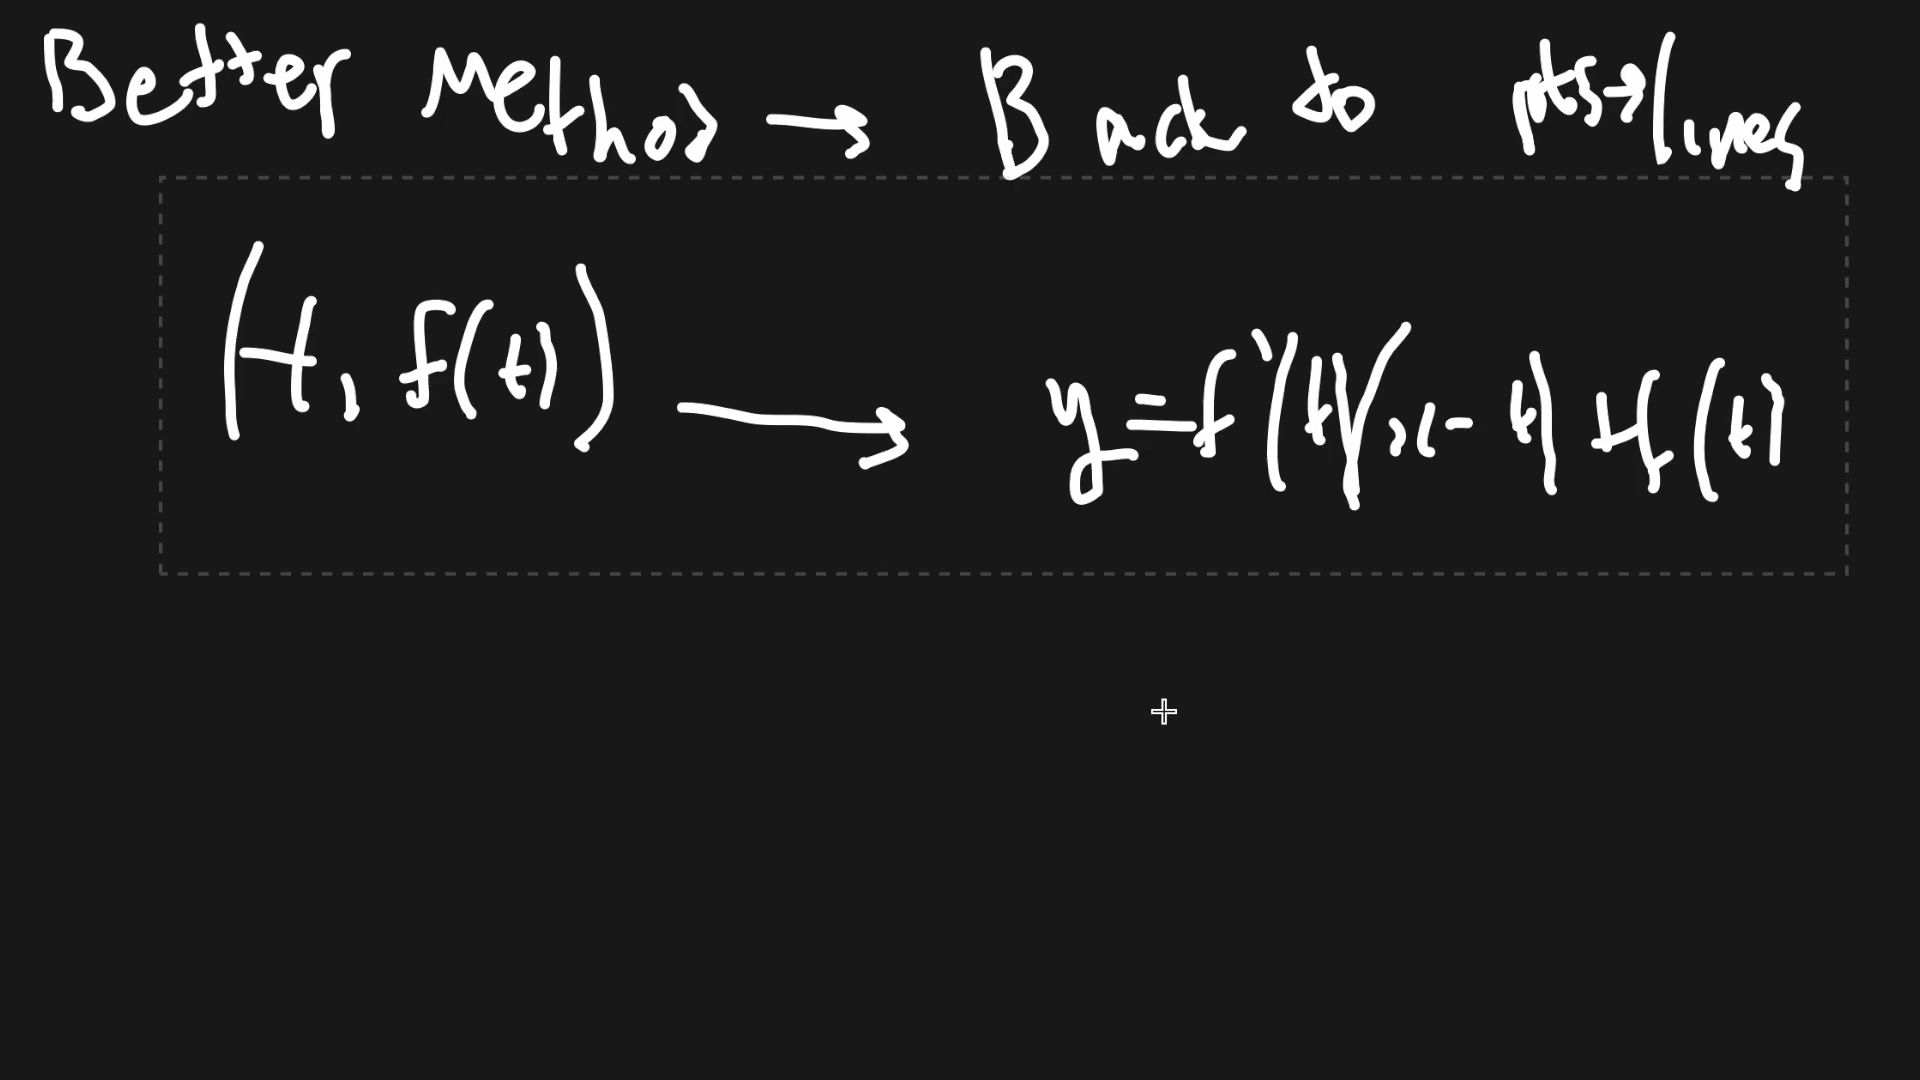 Better Method → Back to pts→lines
(t, f(t)) → y=f'(t)(x-t)+f(t)